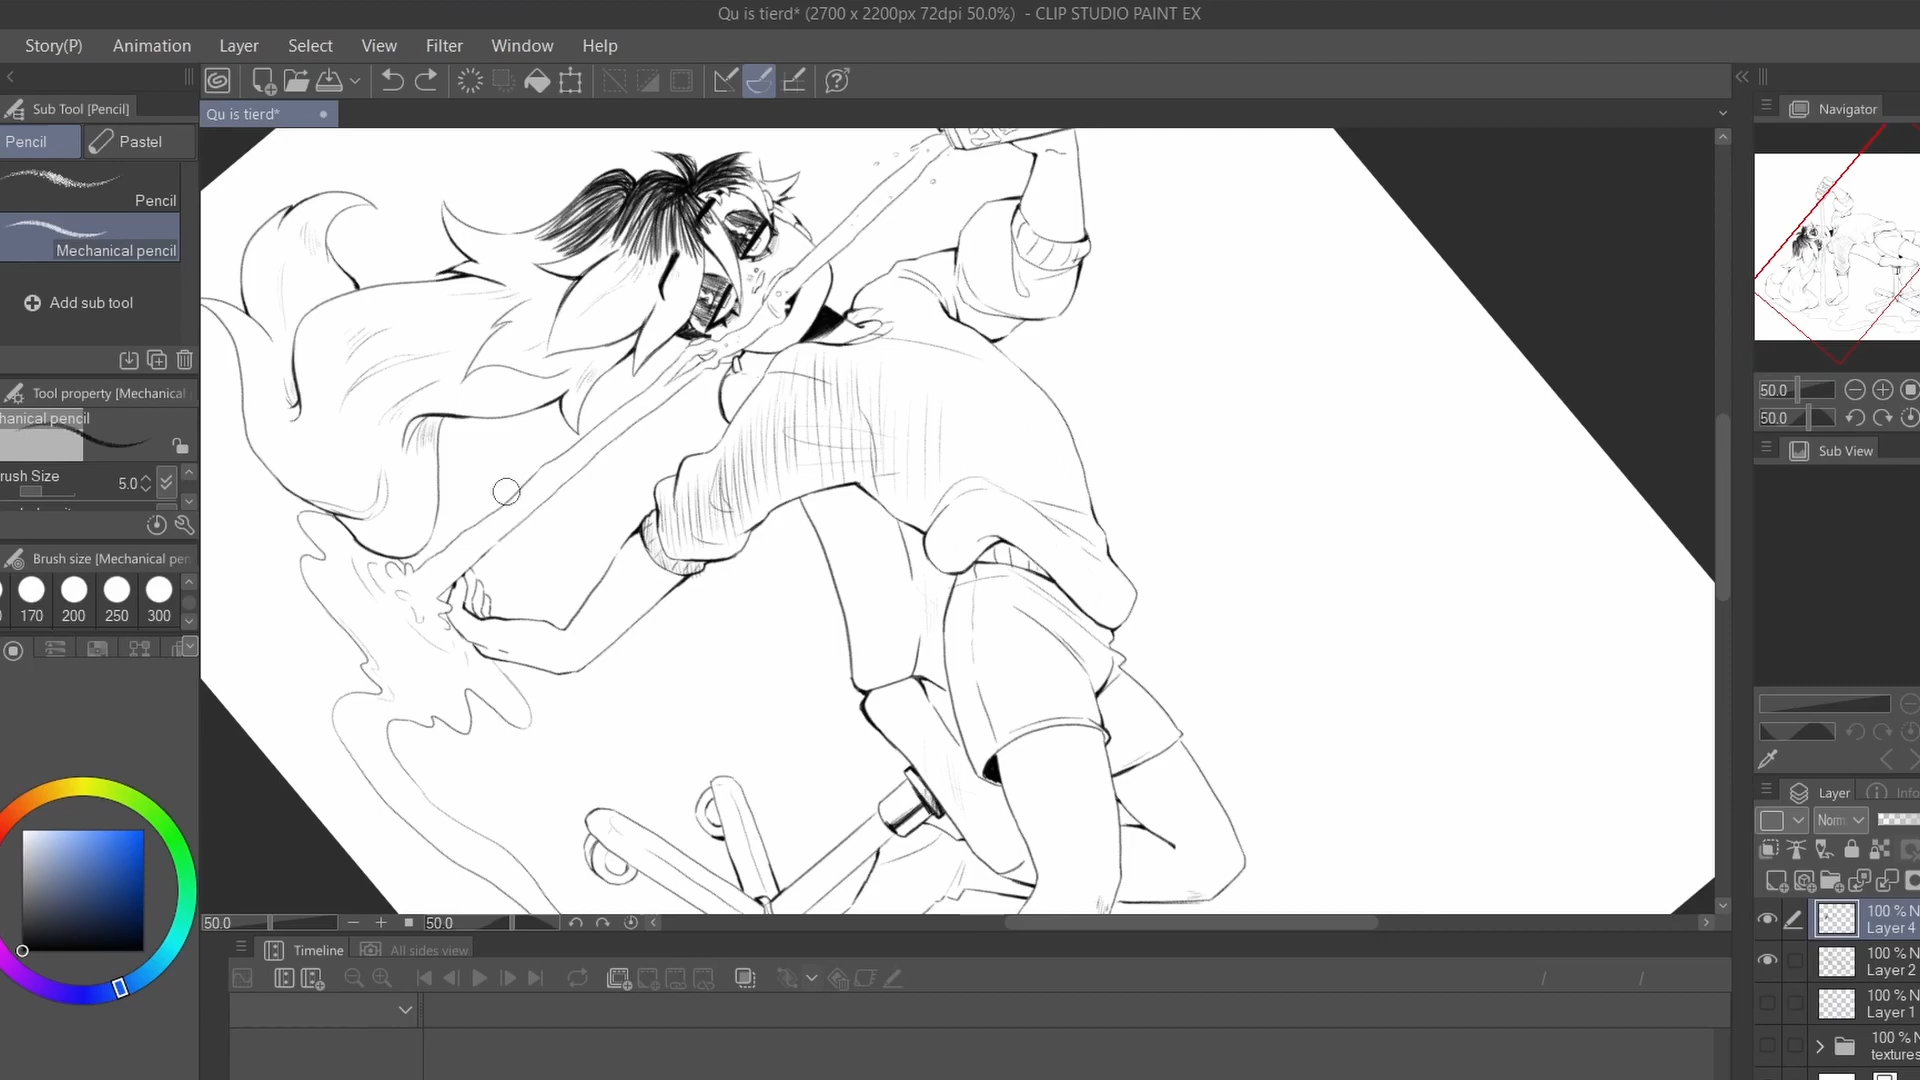 Qu is tierd* (2700 x 2200px 72dpi 50.0%) - CLIP STUDIO PAINT EX
Story(P) Animation Layer Select View Filter Window Help
Sub Tool [Pencil]
Qu is tierd*
Navigator
Pencil Pastel
Pencil
Mechanical pencil
Add sub tool
Tool property [Mechanical
hanical pencil
50.0
50.0
Sub View
rush Size 5.0
Brush size [Mechanical pen
170 200 250 300
Layer Info
Norm
50.0 50.0
Timeline All sides view
100 % N
Layer 4
100 % N
Layer 2
100 % N
Layer 1
100 % N
textures